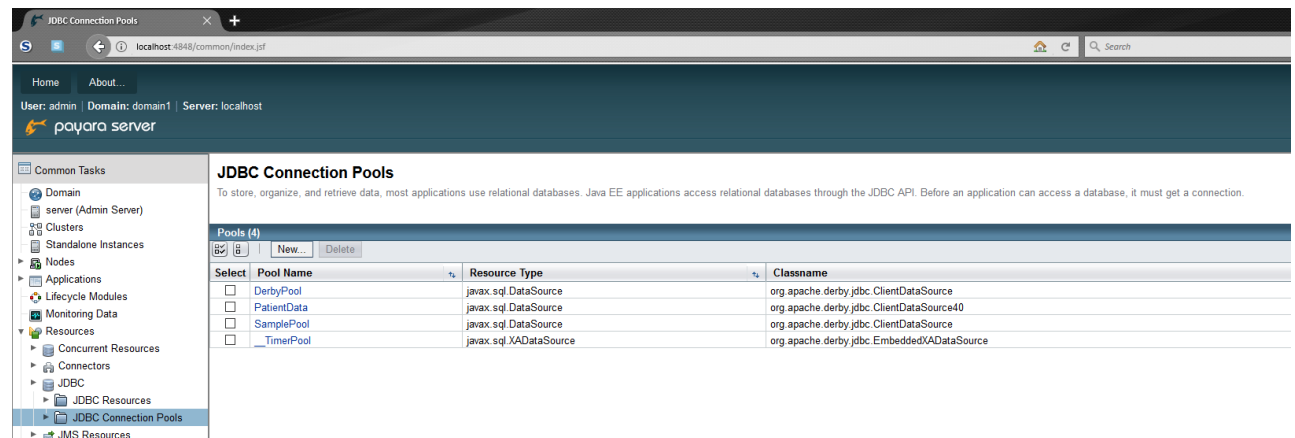 JDBC Connection Pools
localhost:4848/common/index.jsf
Search
Home About...
User: admin | Domain: domain1 | Server: localhost
payara server
Common Tasks
Domain
server (Admin Server)
Clusters
Standalone Instances
Nodes
Applications
Lifecycle Modules
Monitoring Data
Resources
Concurrent Resources
Connectors
JDBC
JDBC Resources
JDBC Connection Pools
JMS Resources
JDBC Connection Pools
To store, organize, and retrieve data, most applications use relational databases. Java EE applications access relational databases through the JDBC API. Before an application can access a database, it must get a connection.
Pools (4)
New... Delete
Select Pool Name Resource Type Classname
DerbyPool javax.sql.DataSource org.apache.derby.jdbc.ClientDataSource
PatientData javax.sql.DataSource org.apache.derby.jdbc.ClientDataSource40
SamplePool javax.sql.DataSource org.apache.derby.jdbc.ClientDataSource
__TimerPool javax.sql.XADataSource org.apache.derby.jdbc.EmbeddedXADataSource